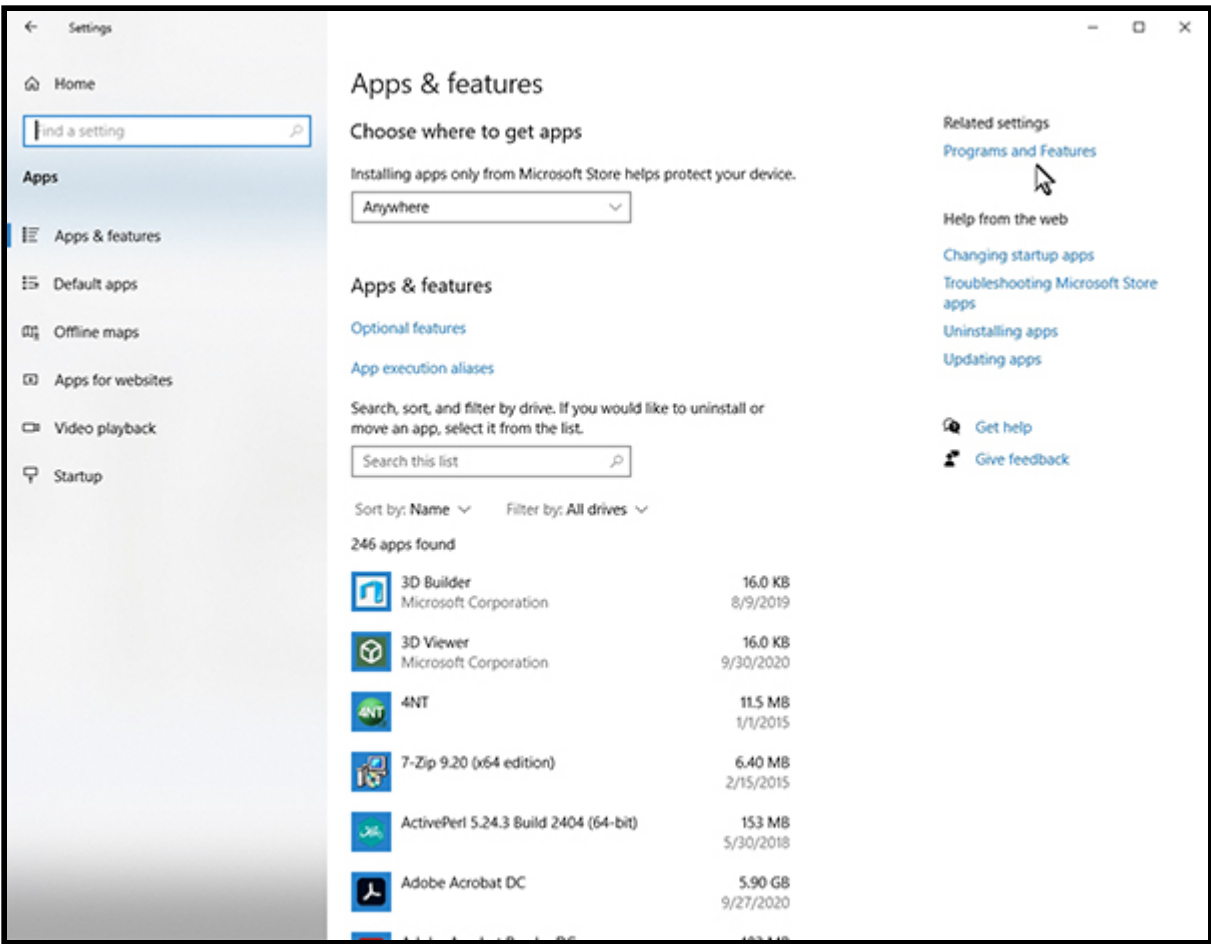 Settings
Home
Find a setting
Apps
Apps & features
Default apps
Offline maps
Apps for websites
Video playback
Startup
Apps & features
Choose where to get apps
Installing apps only from Microsoft Store helps protect your device.
Anywhere
Apps & features
Optional features
App execution aliases
Search, sort, and filter by drive. If you would like to uninstall or
move an app, select it from the list.
Search this list
Sort by: Name Filter by: All drives
246 apps found
3D Builder 16.0 KB
Microsoft Corporation 8/9/2019
3D Viewer 16.0 KB
Microsoft Corporation 9/30/2020
4NT 11.5 MB
4NT 1/1/2015
7-Zip 9.20 (x64 edition) 6.40 MB
2/15/2015
ActivePerl 5.24.3 Build 2404 (64-bit) 153 MB
5/30/2018
Adobe Acrobat DC 5.90 GB
9/27/2020
Related settings
Programs and Features
Help from the web
Changing startup apps
Troubleshooting Microsoft Store
apps
Uninstalling apps
Updating apps
Get help
Give feedback